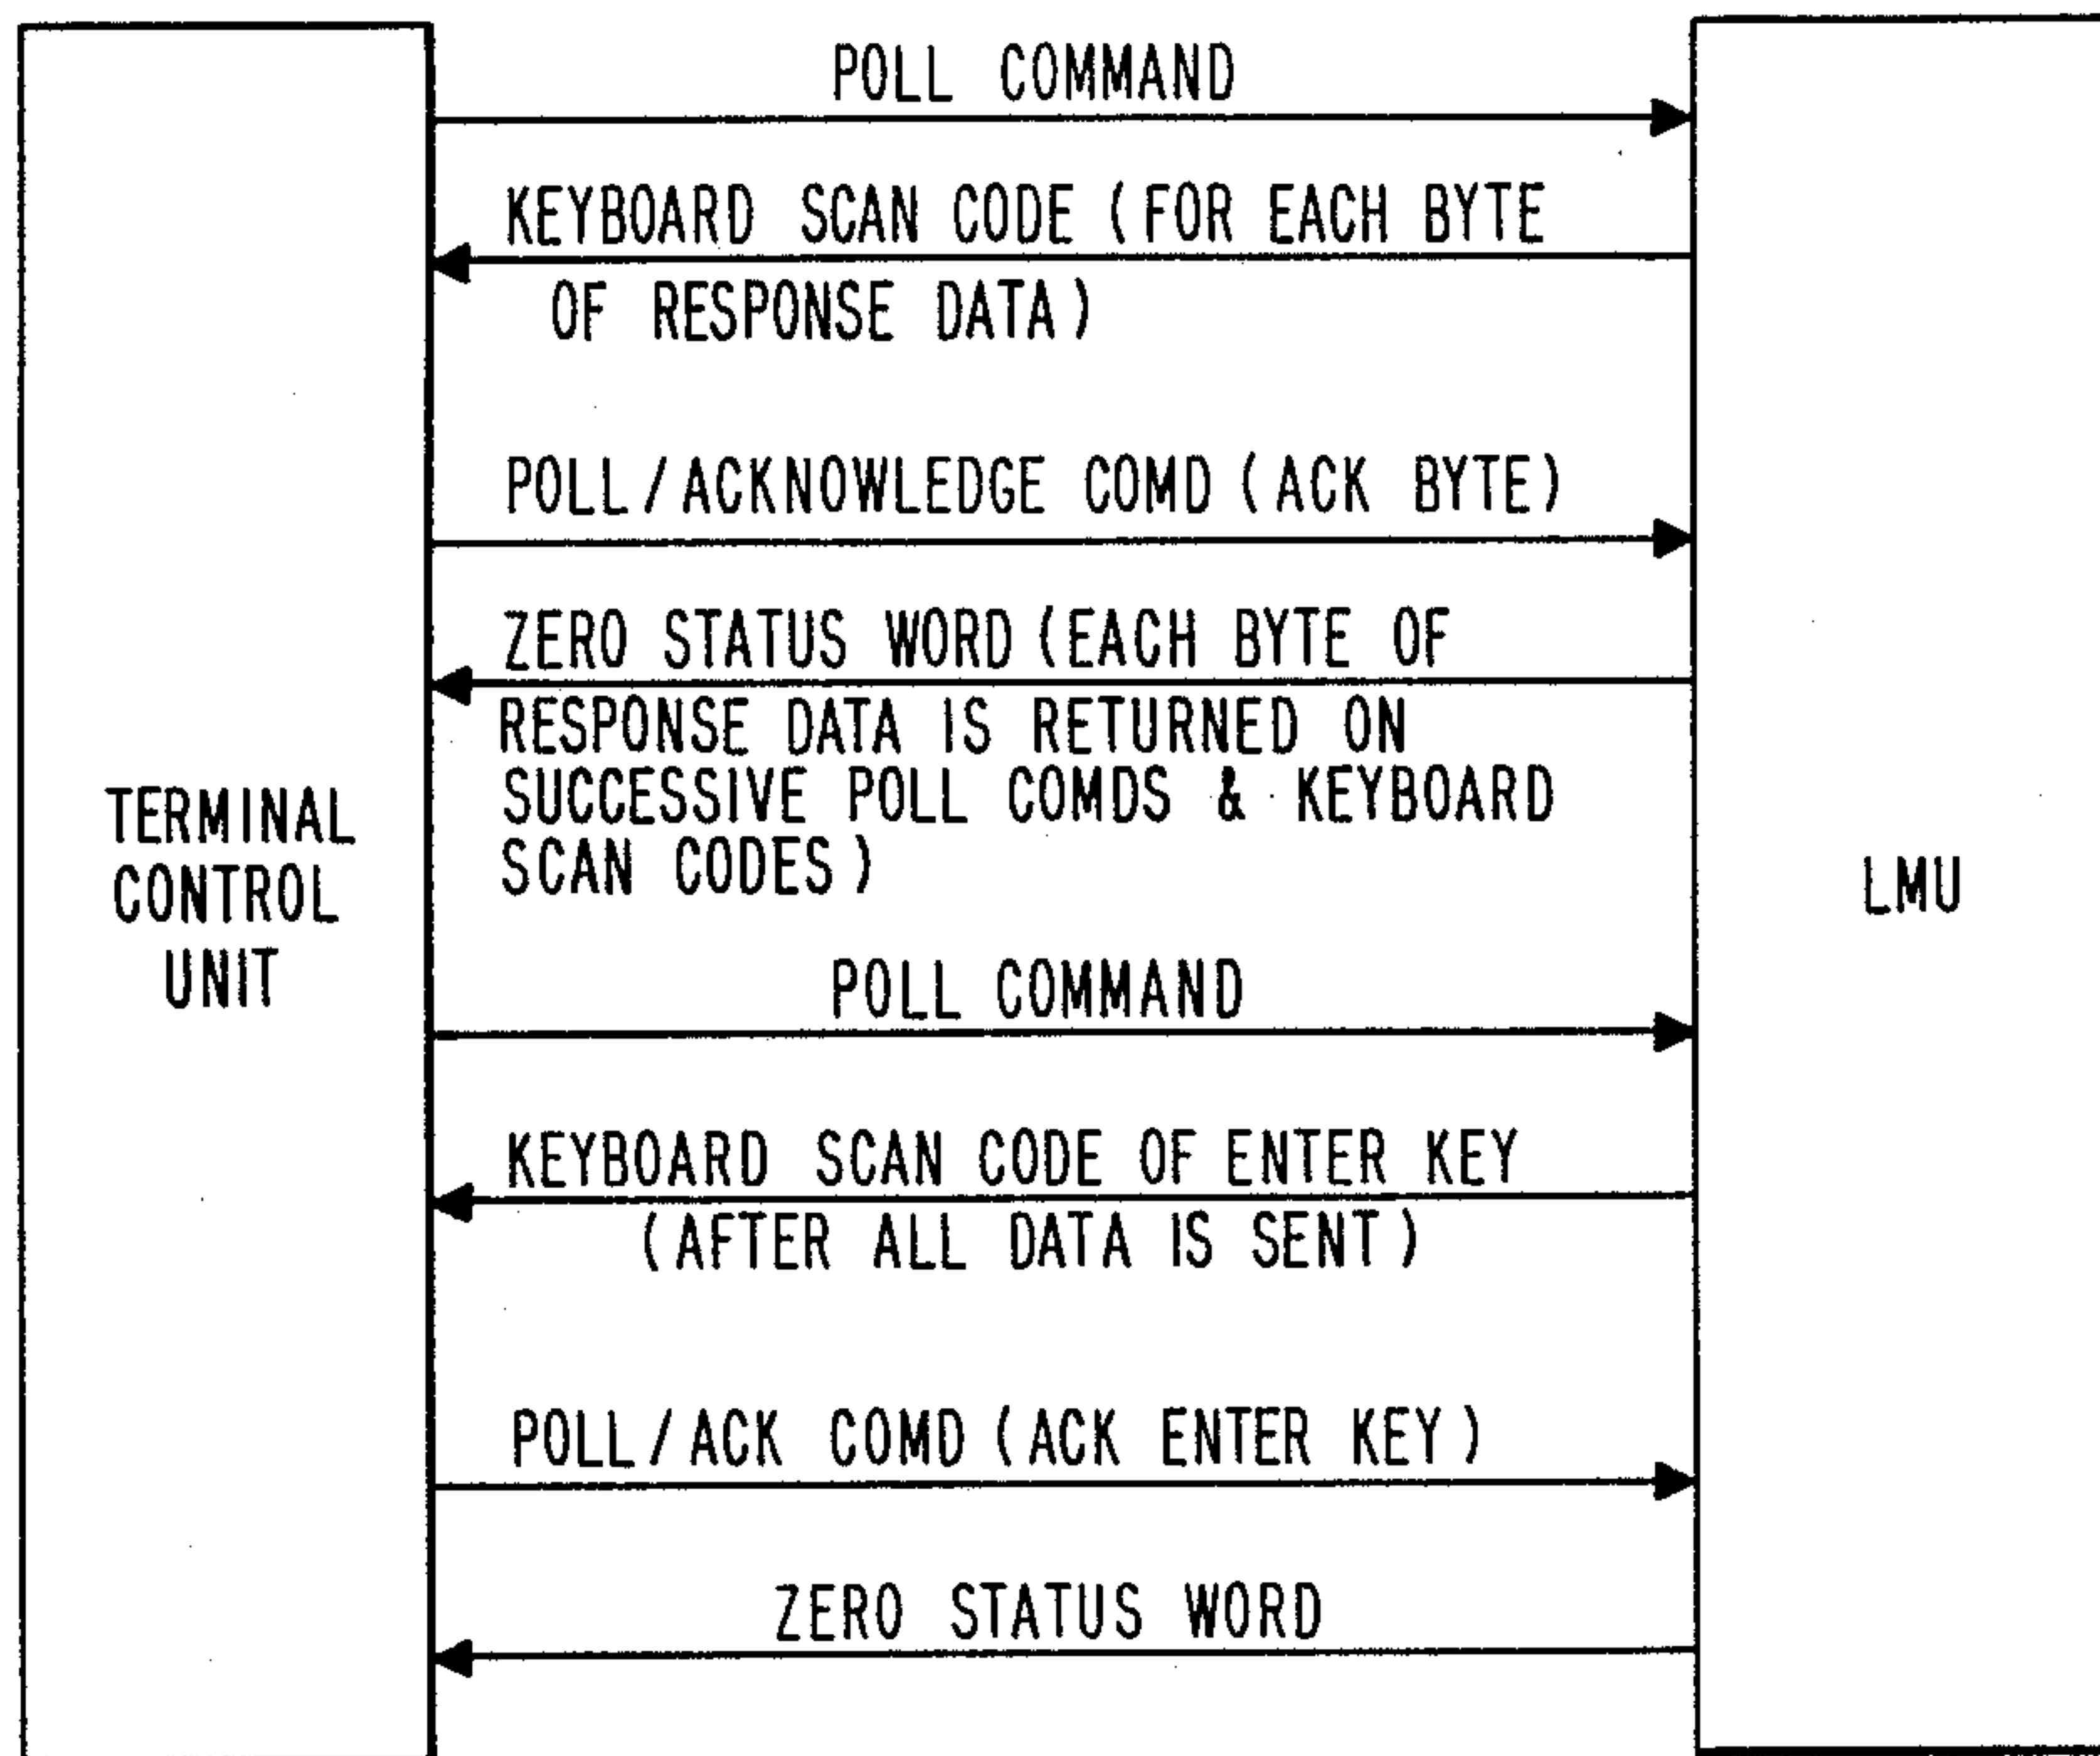 POLL COMMAND
KEYBOARD SCAN CODE (FOR EACH BYTE
OF RESPONSE DATA)
POLL/ACKNOWLEDGE COMD (ACK BYTE)
ZERO STATUS WORD (EACH BYTE OF
RESPONSE DATA IS RETURNED ON
SUCCESSIVE POLL COMDS & KEYBOARD
SCAN CODES)
TERMINAL
CONTROL
UNIT
LMU
POLL COMMAND
KEYBOARD SCAN CODE OF ENTER KEY
(AFTER ALL DATA IS SENT)
POLL/ACK COMD (ACK ENTER KEY)
ZERO STATUS WORD